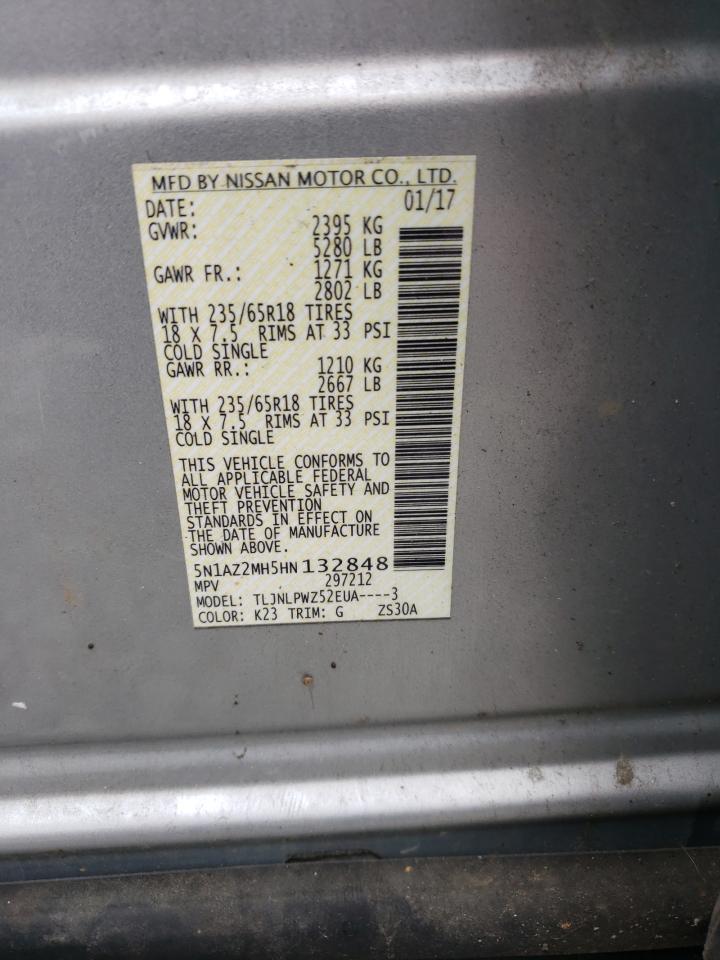 MFD BY NISSAN MOTOR CO., LTD.
DATE: 01/17
GVWR: 2395 KG
5280 LB
GAWR FR.: 1271 KG
2802 LB
WITH 235/65R18 TIRES
18 X 7.5 RIMS AT 33 PSI
COLD SINGLE
GAWR RR.: 1210 KG
2667 LB
WITH 235/65R18 TIRES
18 X 7.5 RIMS AT 33 PSI
COLD SINGLE
THIS VEHICLE CONFORMS TO
ALL APPLICABLE FEDERAL
MOTOR VEHICLE SAFETY AND
THEFT PREVENTION
STANDARDS IN EFFECT ON
THE DATE OF MANUFACTURE
SHOWN ABOVE.
5N1AZ2MH5HN132848
MPV 297212
MODEL: TLJNLPWZ52EUA----3
COLOR: K23 TRIM: G ZS30A